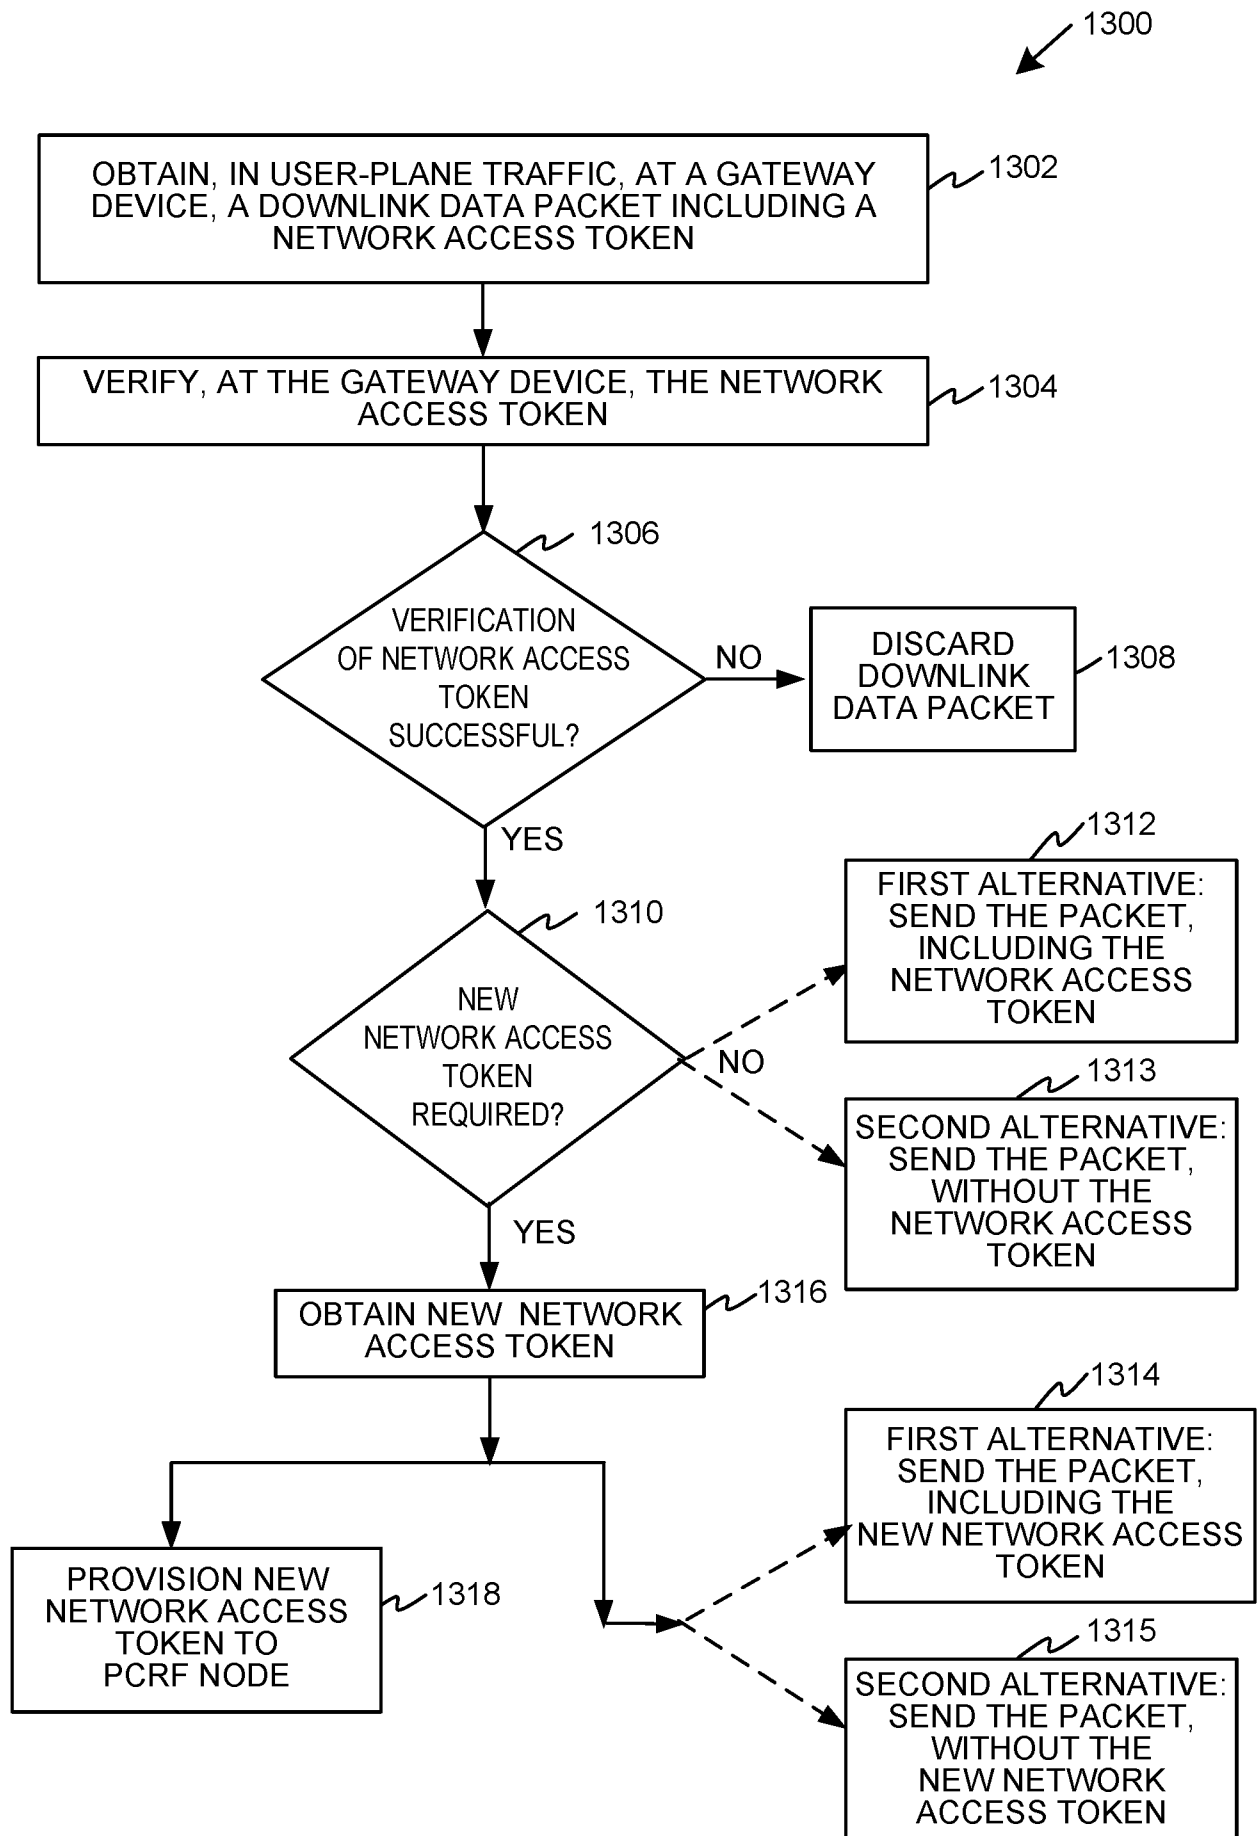 1300
OBTAIN, IN USER-PLANE TRAFFIC, AT A GATEWAY
DEVICE, A DOWNLINK DATA PACKET INCLUDING A
NETWORK ACCESS TOKEN
1302
VERIFY, AT THE GATEWAY DEVICE, THE NETWORK
ACCESS TOKEN
1304
1306
VERIFICATION
OF NETWORK ACCESS
TOKEN
SUCCESSFUL?
NO
DISCARD
DOWNLINK
DATA PACKET
1308
YES
1310
NEW
NETWORK ACCESS
TOKEN
REQUIRED?
NO
1312
FIRST ALTERNATIVE:
SEND THE PACKET,
INCLUDING THE
NETWORK ACCESS
TOKEN
1313
SECOND ALTERNATIVE:
SEND THE PACKET,
WITHOUT THE
NETWORK ACCESS
TOKEN
YES
1316
OBTAIN NEW NETWORK
ACCESS TOKEN
1314
FIRST ALTERNATIVE:
SEND THE PACKET,
INCLUDING THE
NEW NETWORK ACCESS
TOKEN
PROVISION NEW
NETWORK ACCESS
TOKEN TO
PCRF NODE
1318
1315
SECOND ALTERNATIVE:
SEND THE PACKET,
WITHOUT THE
NEW NETWORK
ACCESS TOKEN